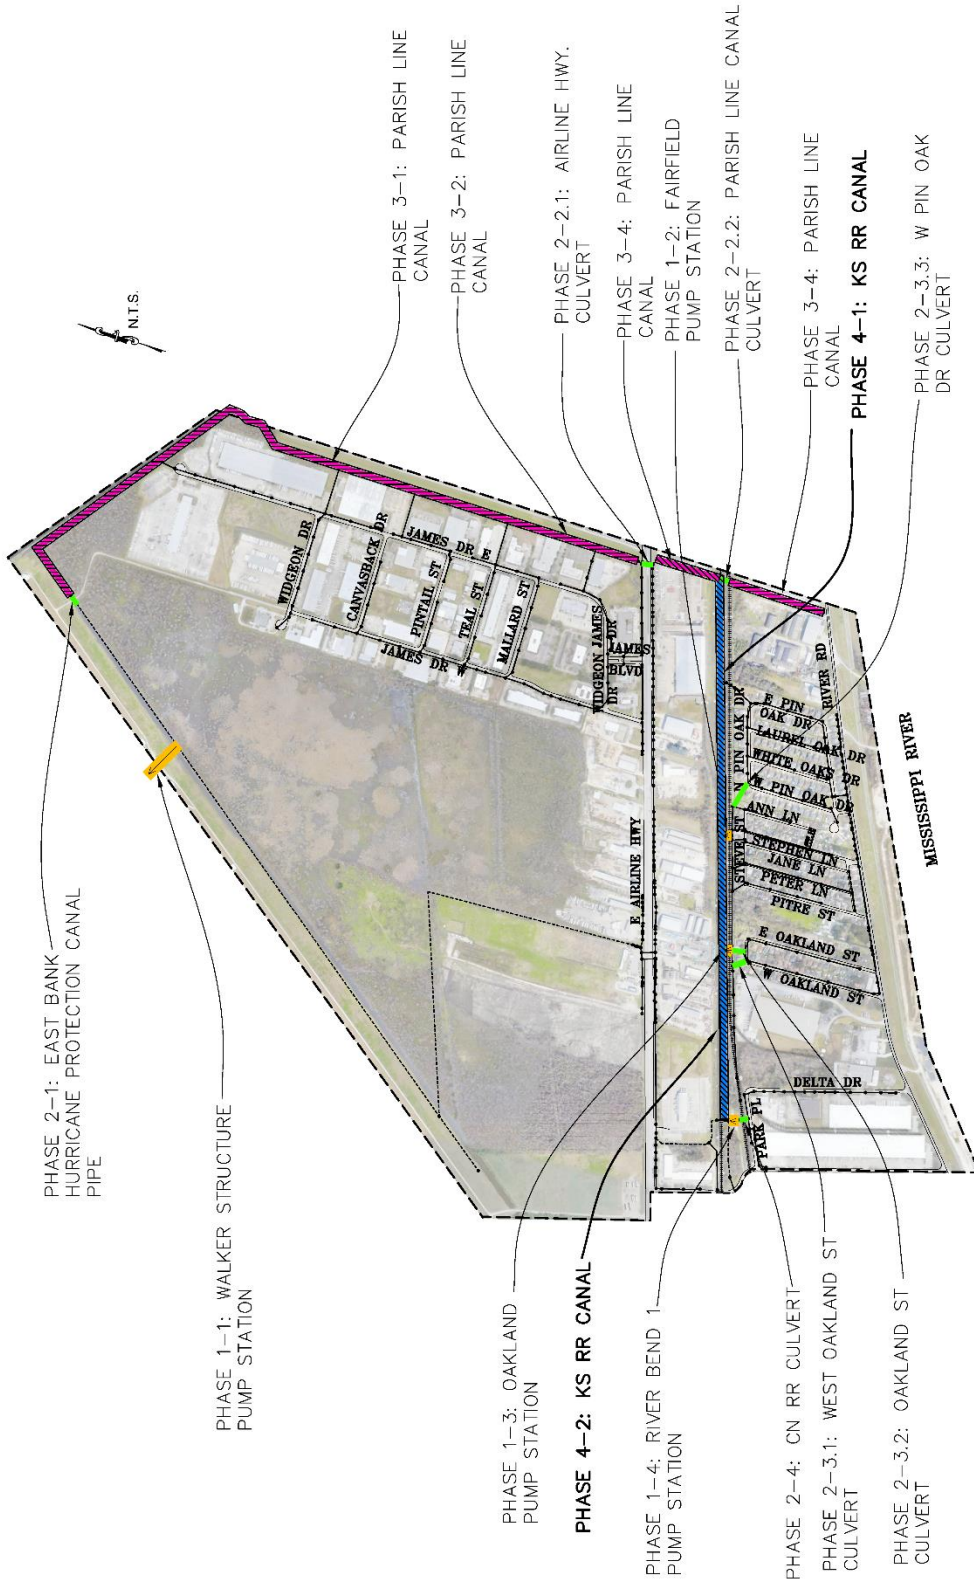 N.T.S.
PHASE 2-1: EAST BANK
HURRICANE PROTECTION CANAL
PIPE
PHASE 1-1: WALKER STRUCTURE
PUMP STATION
PHASE 1-3: OAKLAND
PUMP STATION
PHASE 4-2: KS RR CANAL
PHASE 1-4: RIVER BEND 1
PUMP STATION
PHASE 2-4: CN RR CULVERT
PHASE 2-3.1: WEST OAKLAND ST
CULVERT
PHASE 2-3.2: OAKLAND ST
CULVERT
WIDGEON DR
CANVASBACK DR
JAMES DR E
PINTAIL ST
TEAL ST
MALLARD ST
JAMES DR W
WIDGEON
DR
JAMES
DR
JAMES
BLVD
E AIRLINE HWY
N PIN OAK DR
E PIN
OAK DR
LAUREL OAK DR
WHITE OAKS DR
W PIN OAK DR
RIVER RD
ANN LN
STEVE ST
STEPHEN LN
JANE LN
PETER LN
PITRE ST
E OAKLAND ST
W OAKLAND ST
DELTA DR
PARK PL
MISSISSIPPI RIVER
PHASE 3-1: PARISH LINE
CANAL
PHASE 3-2: PARISH LINE
CANAL
PHASE 2-2.1: AIRLINE HWY.
CULVERT
PHASE 3-4: PARISH LINE
CANAL
PHASE 1-2: FAIRFIELD
PUMP STATION
PHASE 2-2.2: PARISH LINE CANAL
CULVERT
PHASE 3-4: PARISH LINE
CANAL
PHASE 4-1: KS RR CANAL
PHASE 2-3.3: W PIN OAK
DR CULVERT